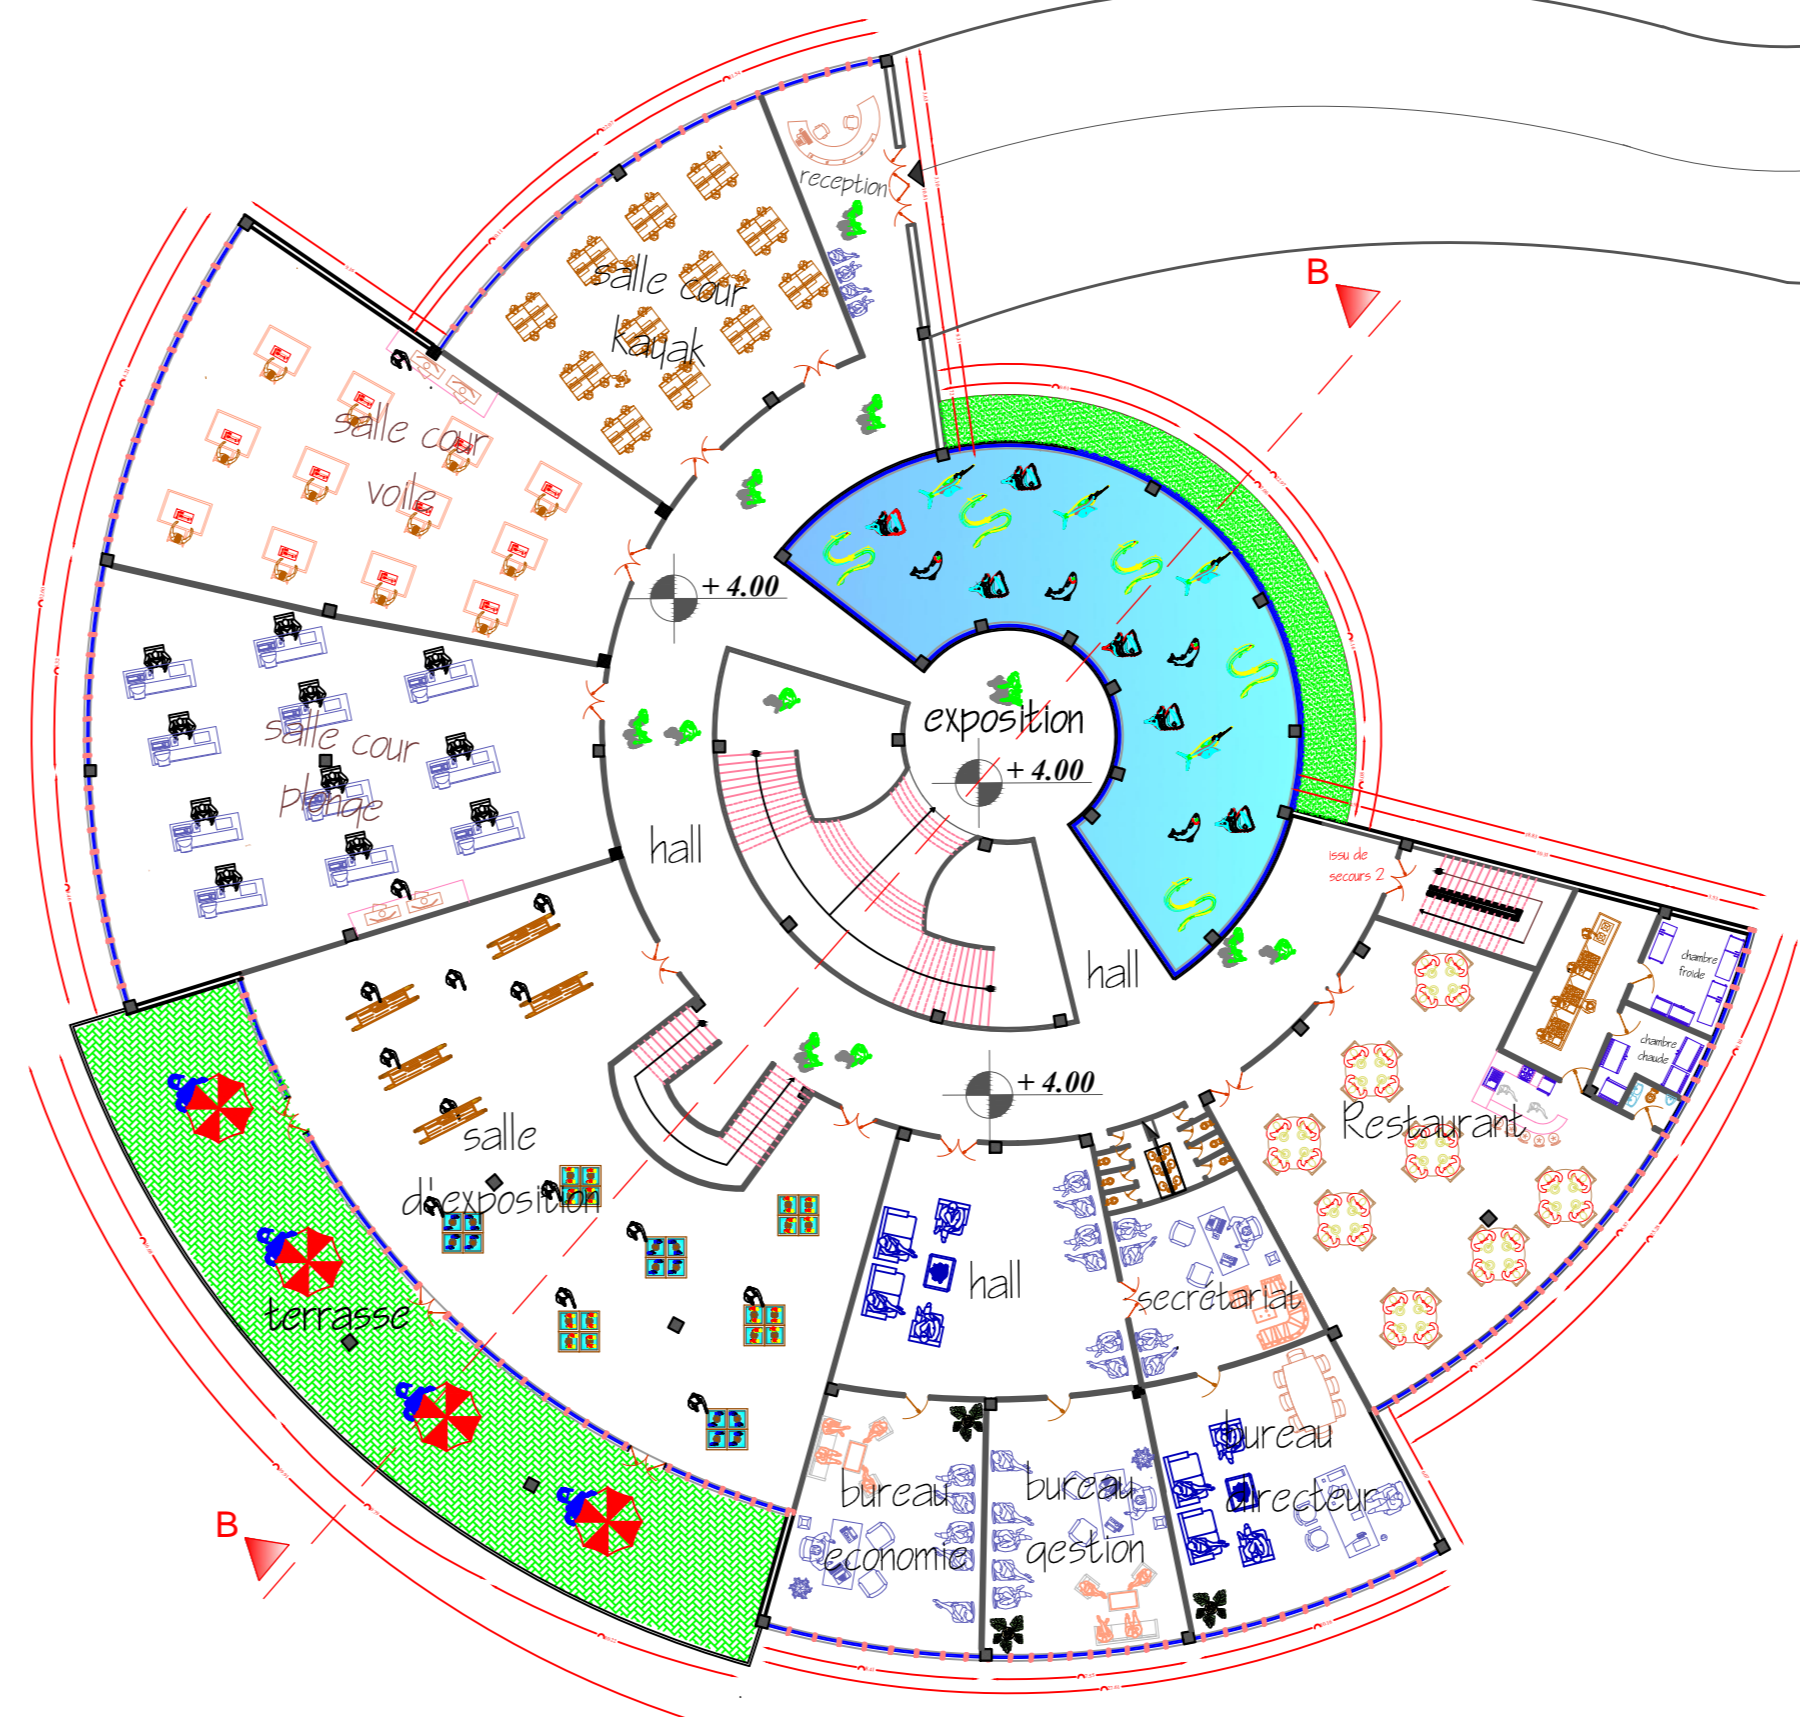 reception
salle cour
kayak
B
salle cour
voile
+ 4.00
exposition
+ 4.00
salle cour
plonge
hall
issu de
secours 2
hall
chambre
froide
chambre
chaude
+ 4.00
Restaurant
salle
d'exposition
hall
secrétariat
terrasse
bureau
directeur
bureau
economie
bureau
gestion
B